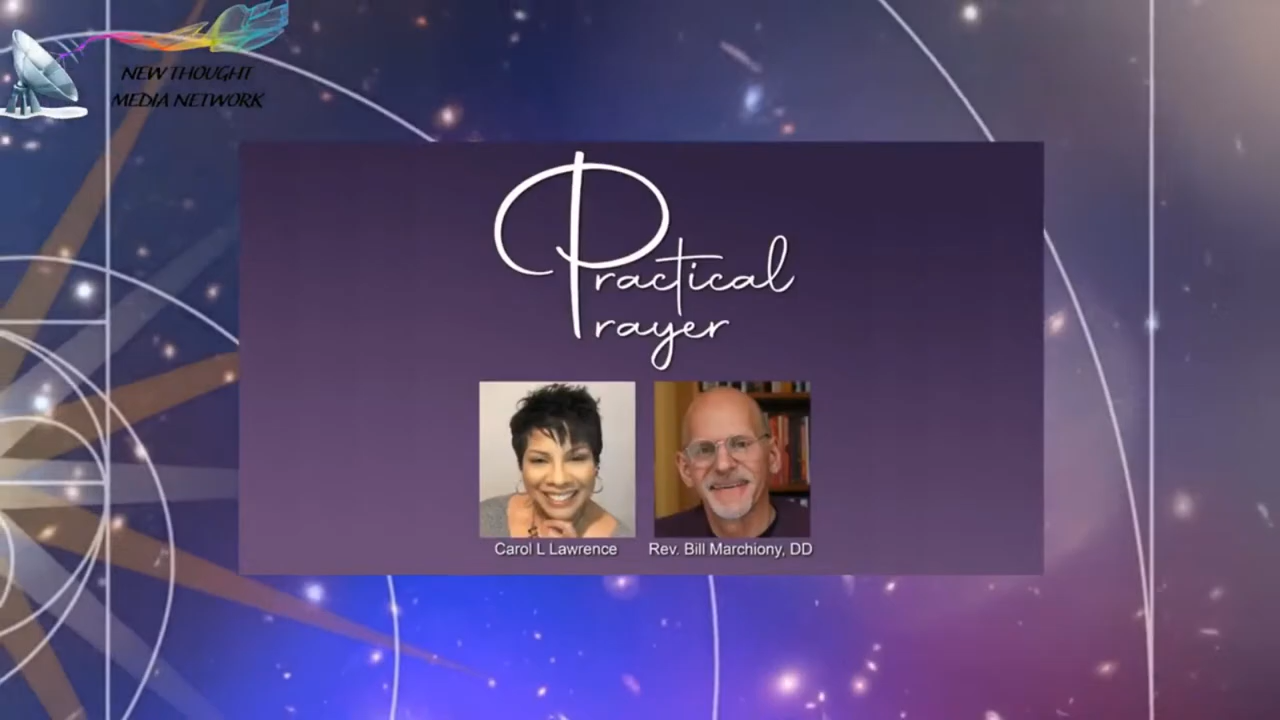 NEW THOUGHT
MEDIA NETWORK
Practical
Prayer
Carol L Lawrence
Rev. Bill Marchiony, DD